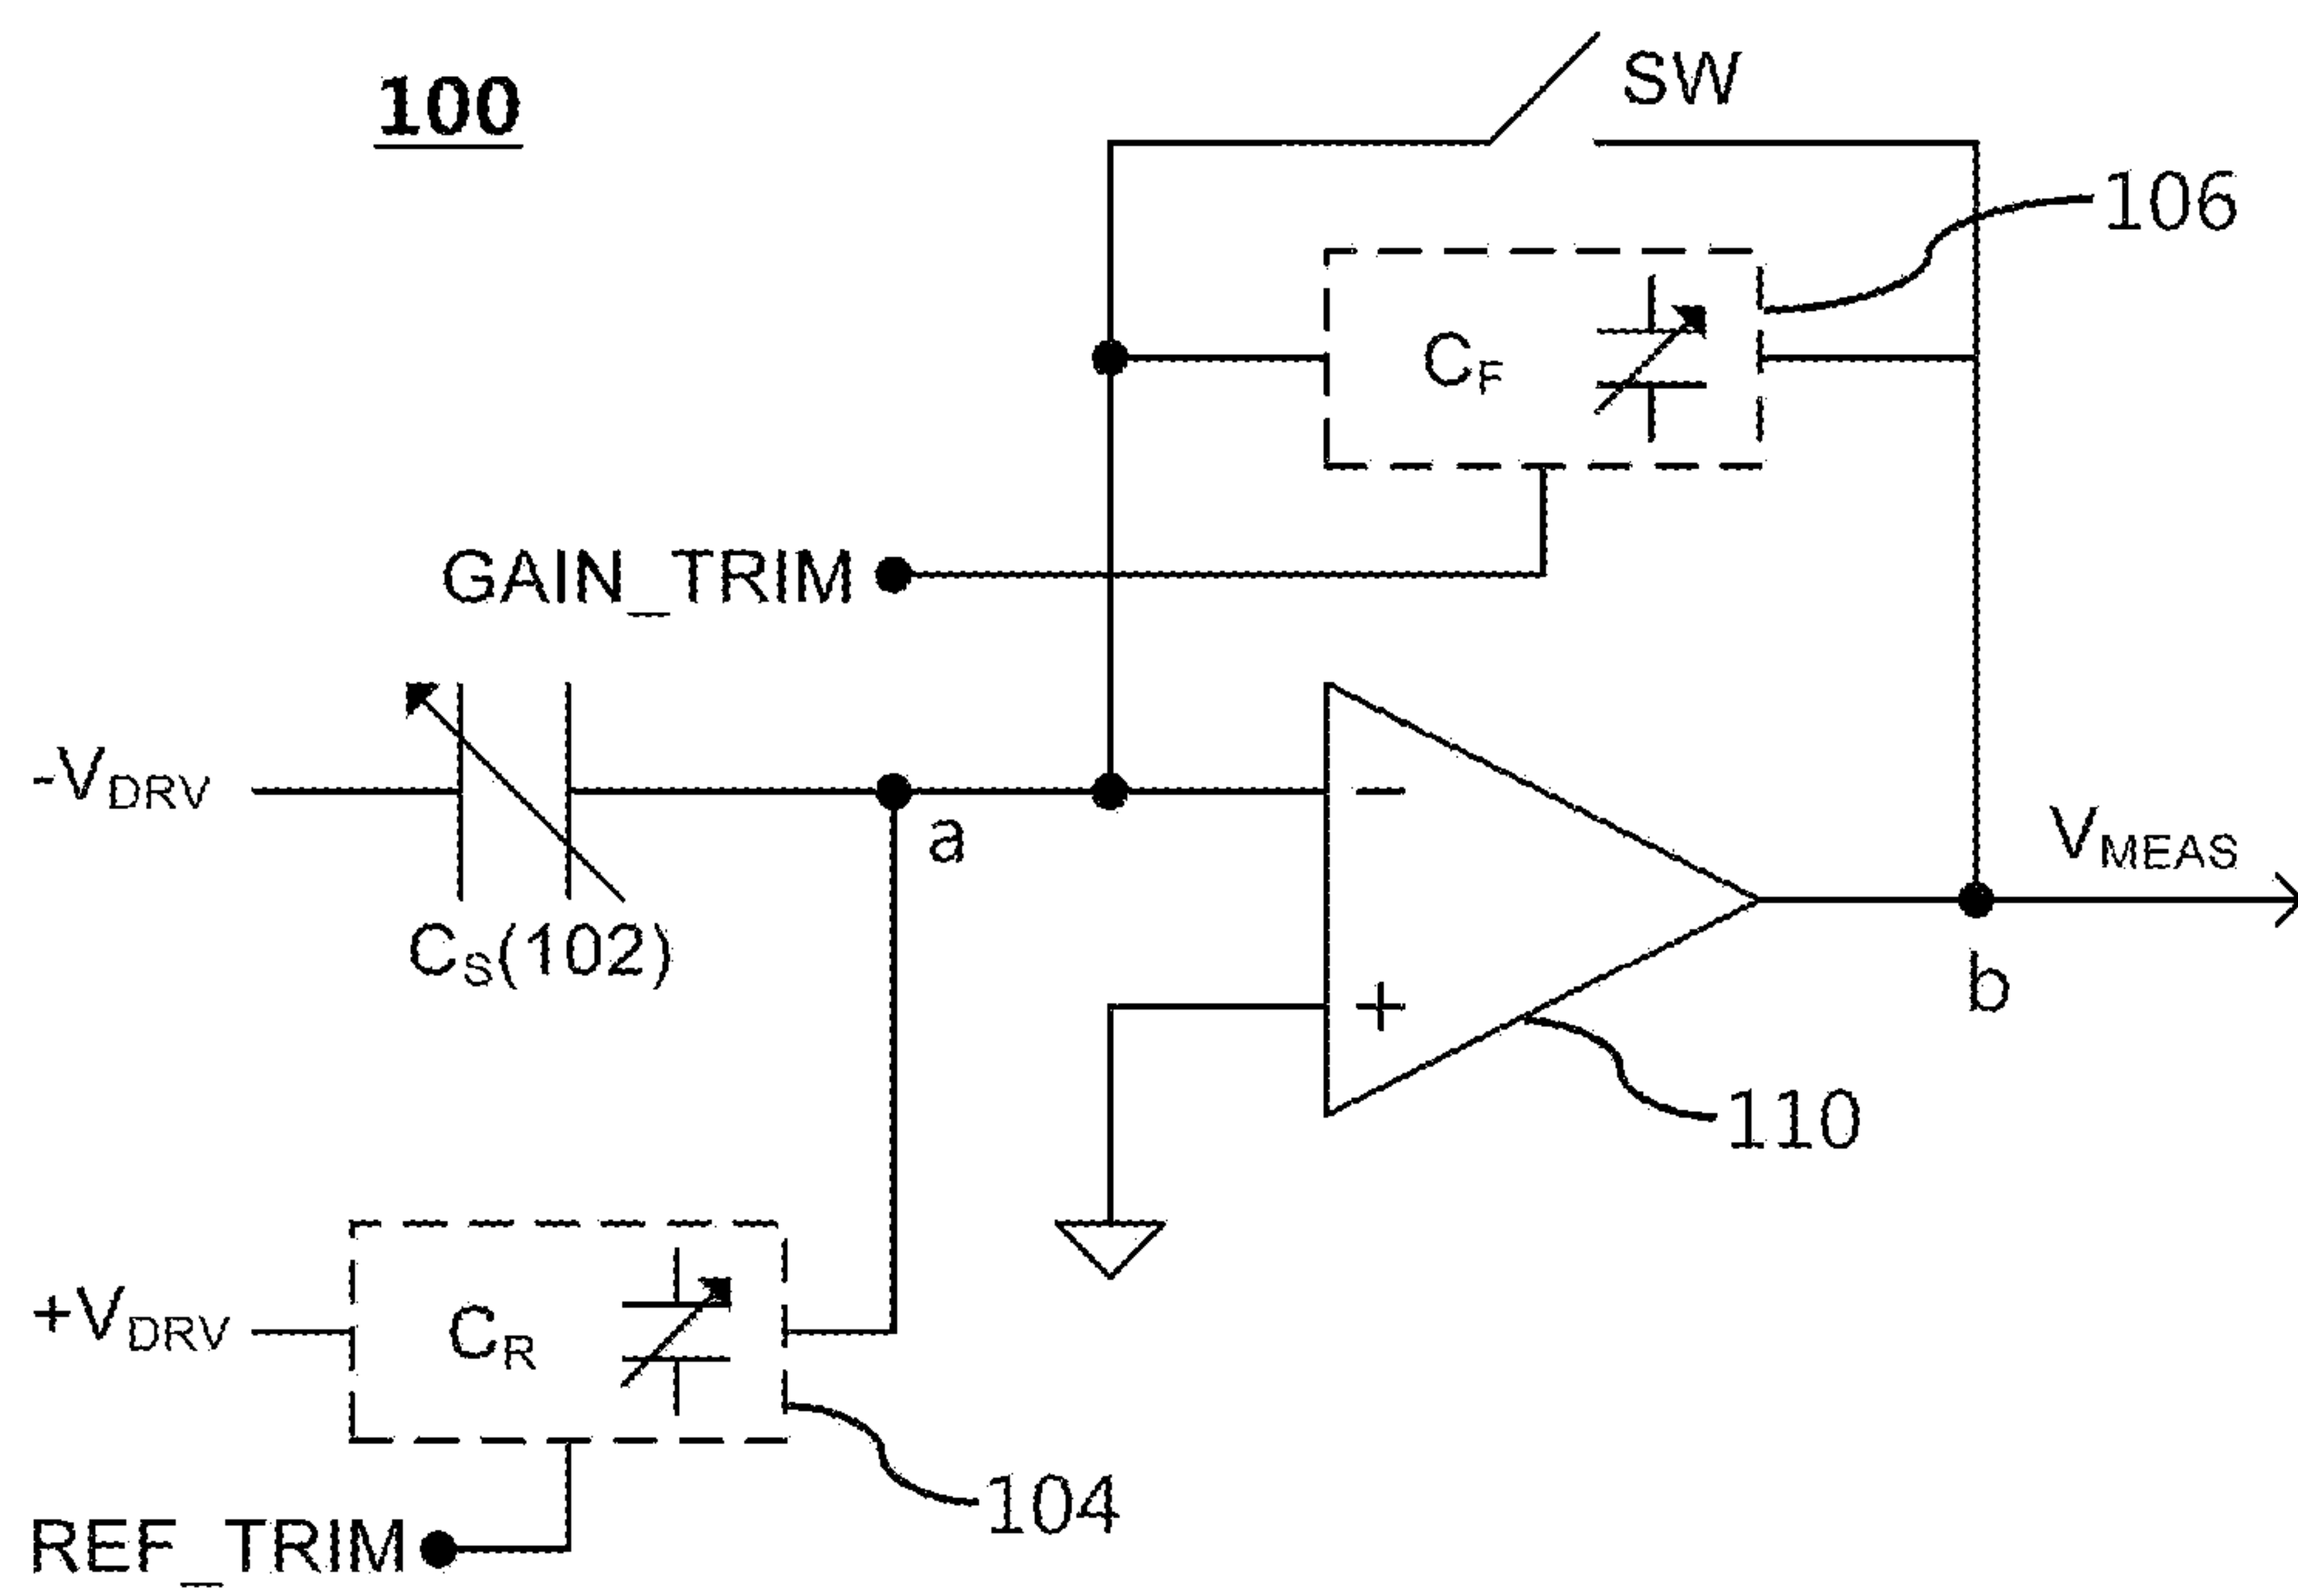 100
SW
106
CF
GAIN_TRIM
-VDRV
a
CS(102)
-
+
VMEAS
b
110
+VDRV
CR
104
REF_TRIM